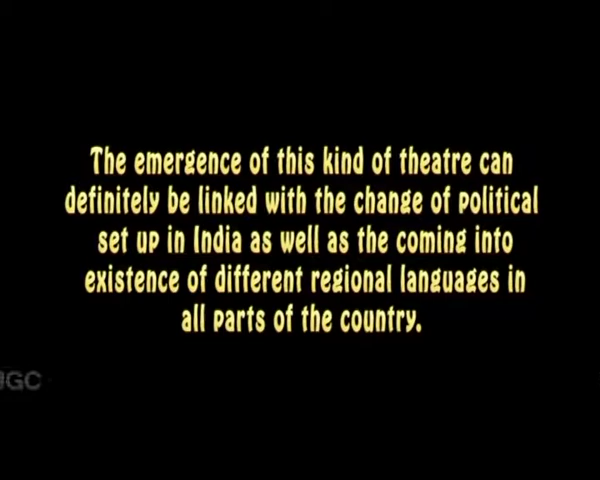 The emergence of this kind of theatre can
definitely be linked with the change of political
set up in India as well as the coming into
existence of different regional languages in
all parts of the country.